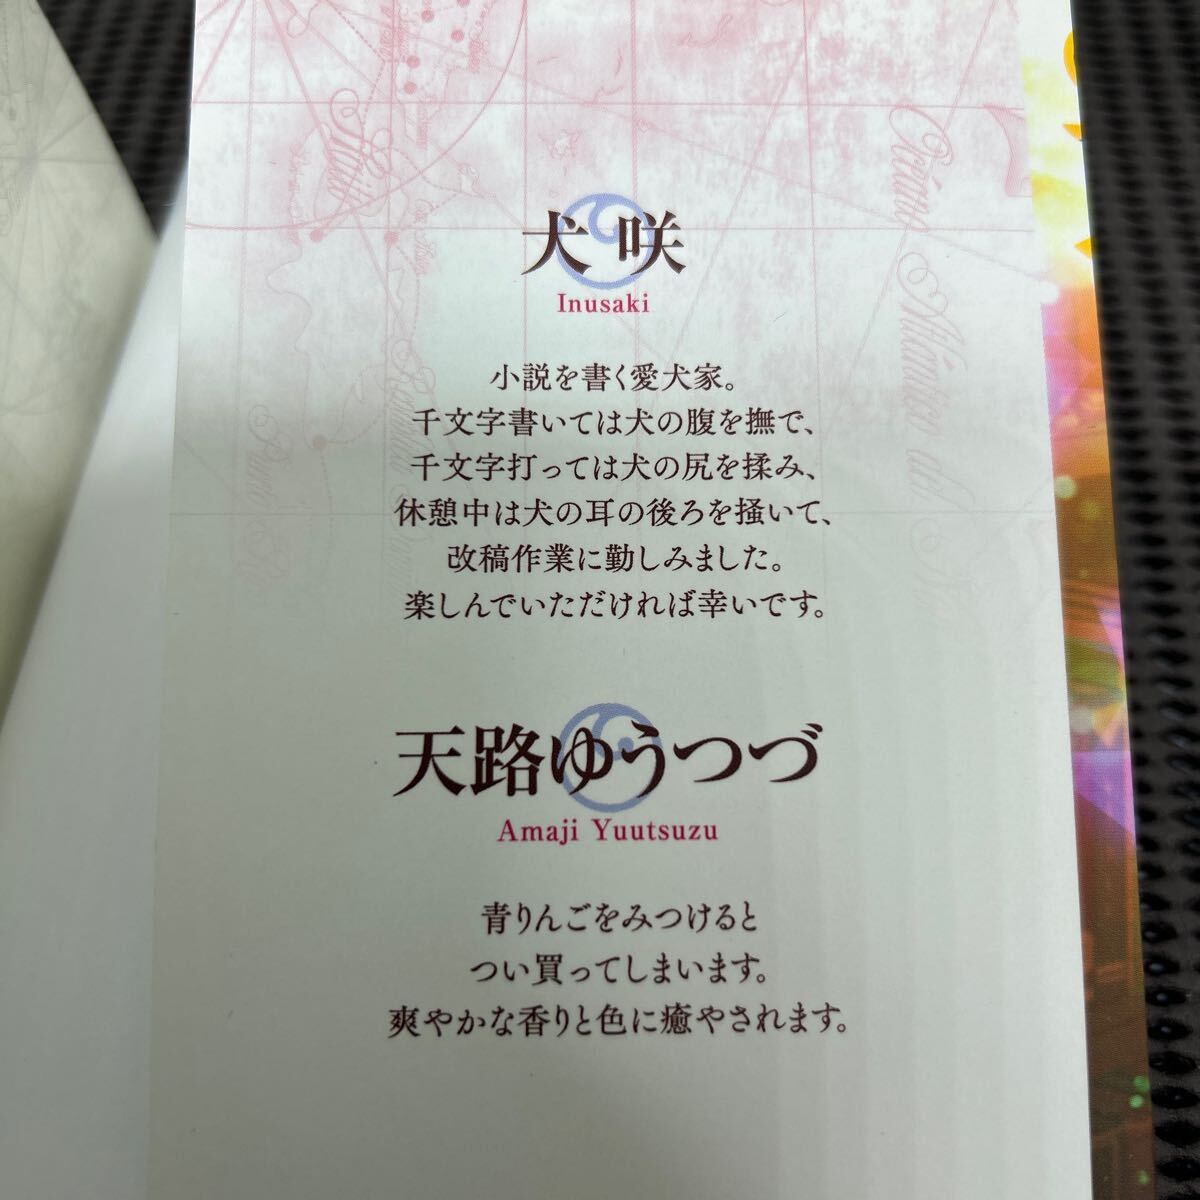 犬咲
Inusaki
小説を書く愛犬家。
千文字書いては犬の腹を撫で、
千文字打っては犬の尻を揉み、
休憩中は犬の耳の後ろを掻いて、
改稿作業に勤しみました。
楽しんでいただければ幸いです。
天路ゆうつづ
Amaji Yuutsuzu
青りんごをみつけると
つい買ってしまいます。
爽やかな香りと色に癒やされます。